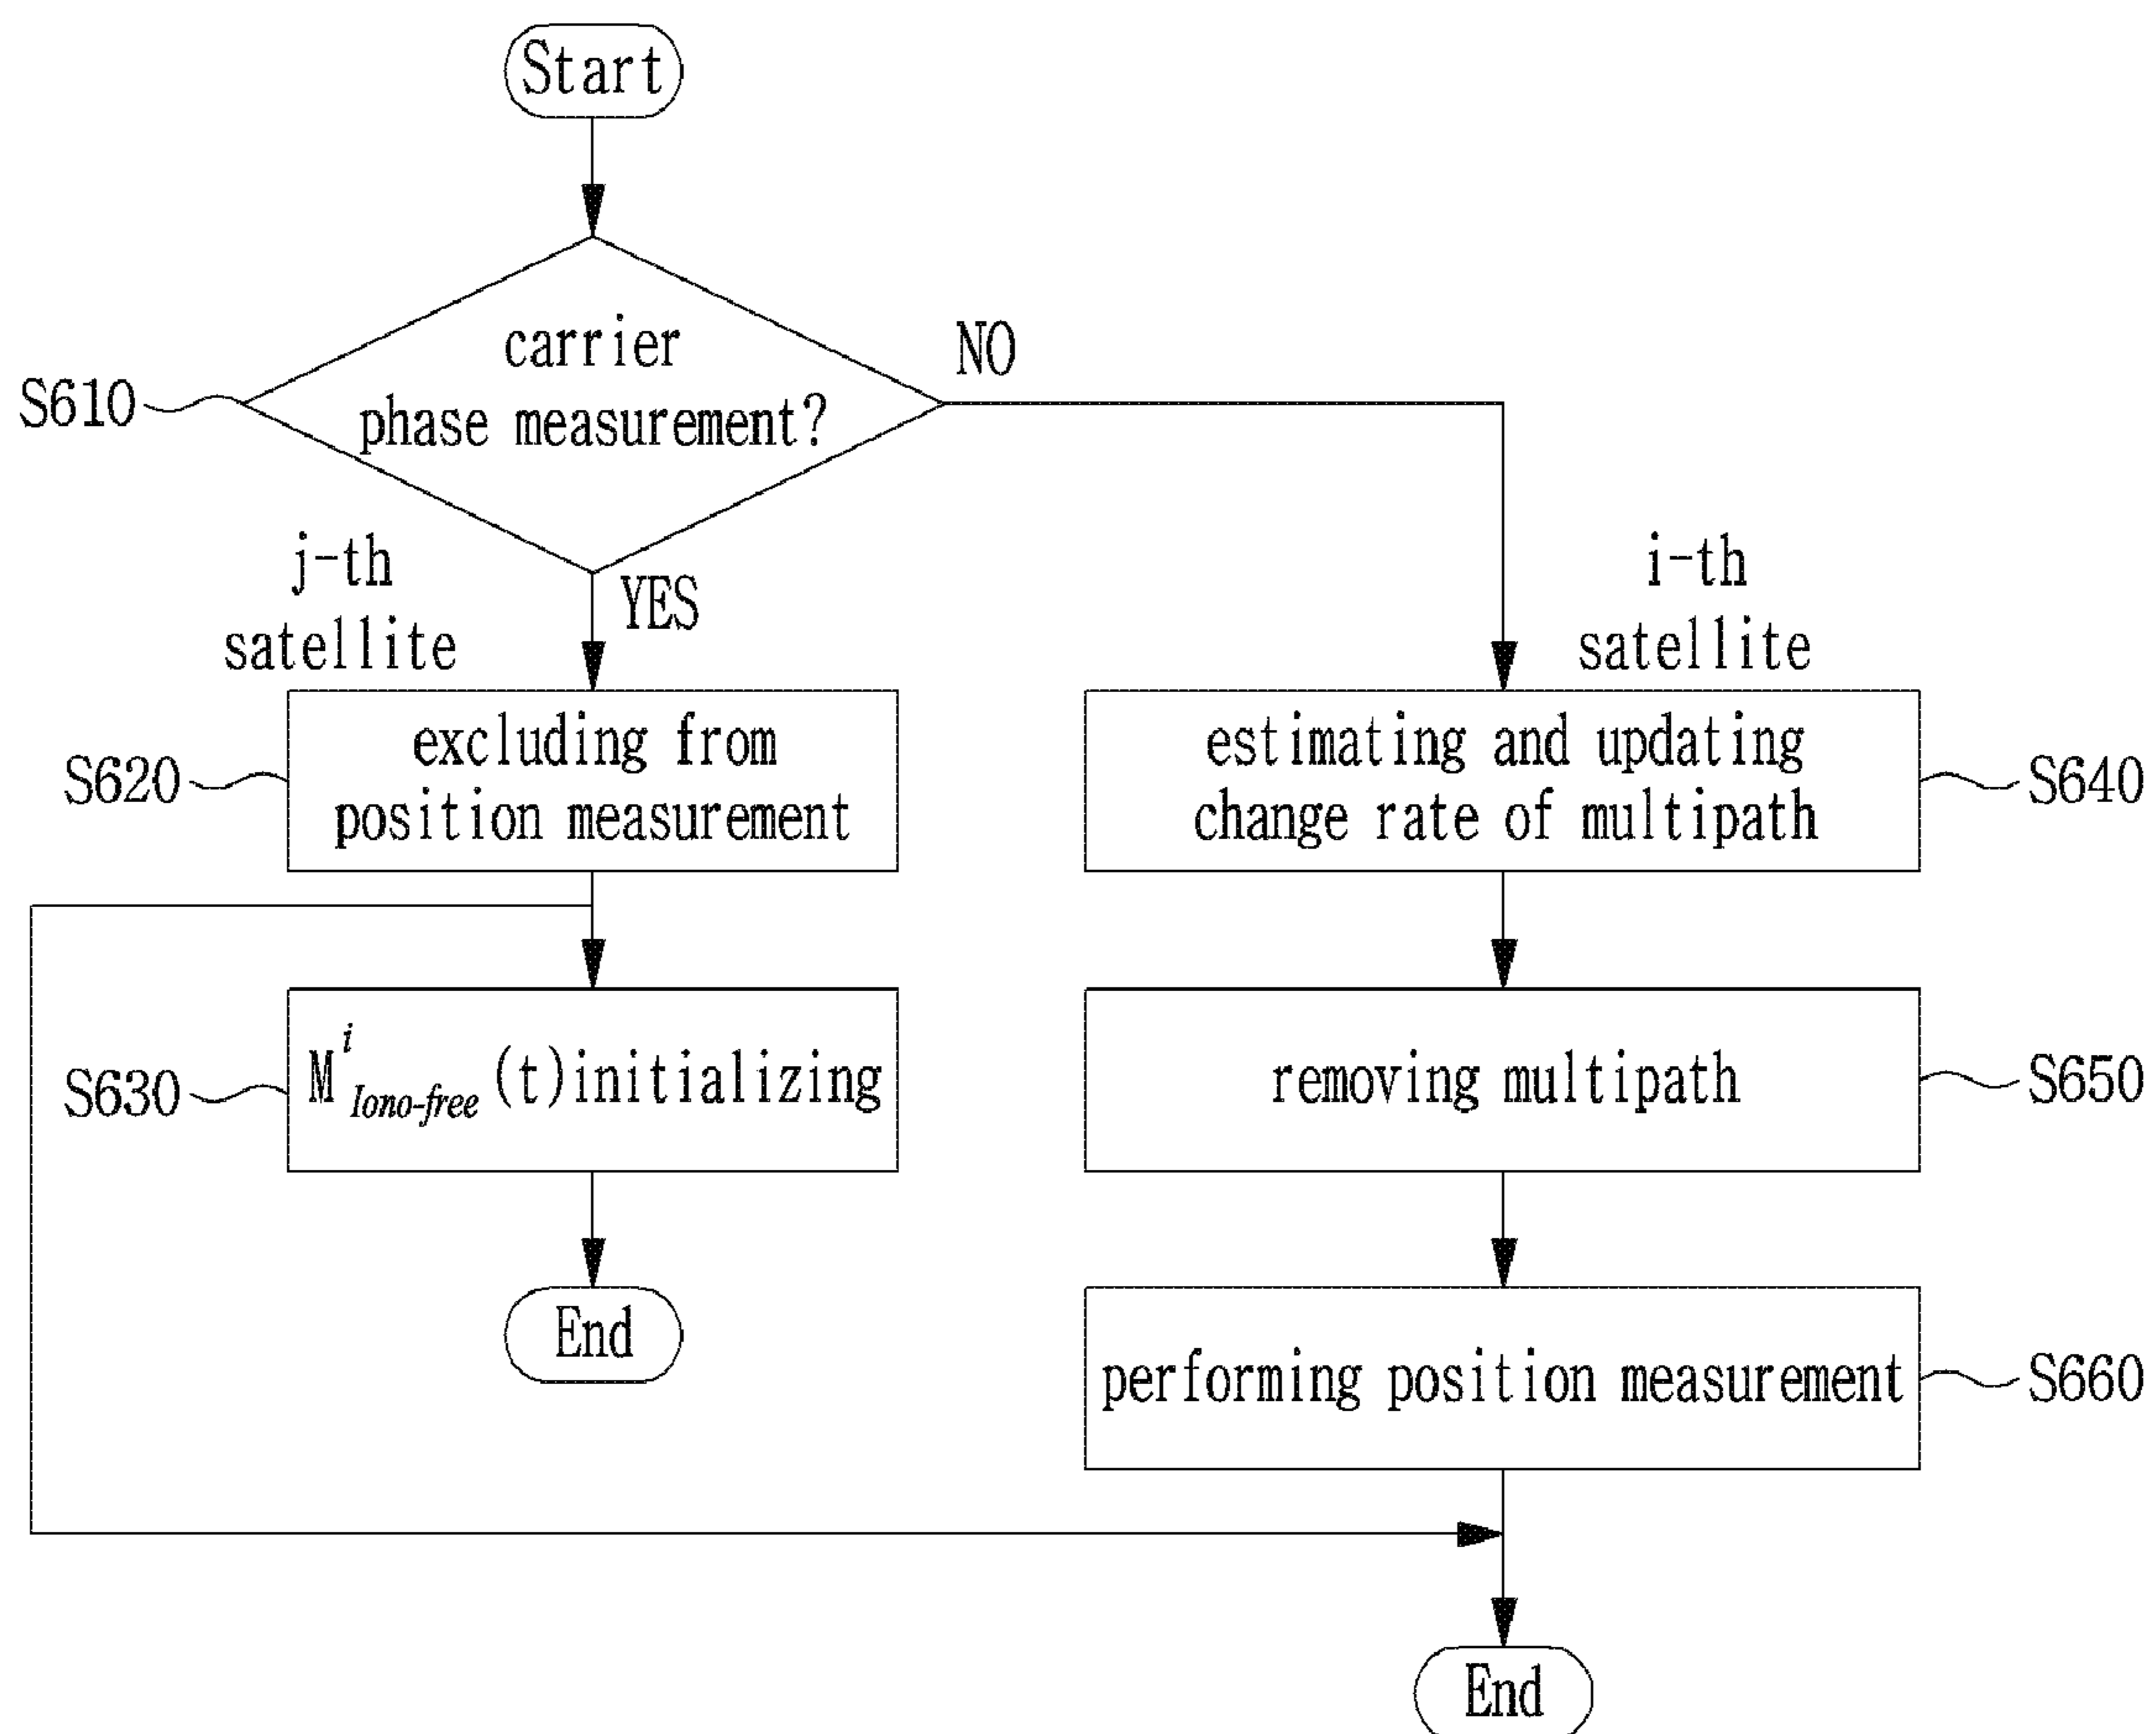 Start
carrier
phase measurement?
NO
S610
YES
j-th
satellite
i-th
satellite
excluding from
position measurement
S620
estimating and updating
change rate of multipath
S640
M^i_Iono-free (t)initializing
S630
removing multipath
S650
End
performing position measurement
S660
End